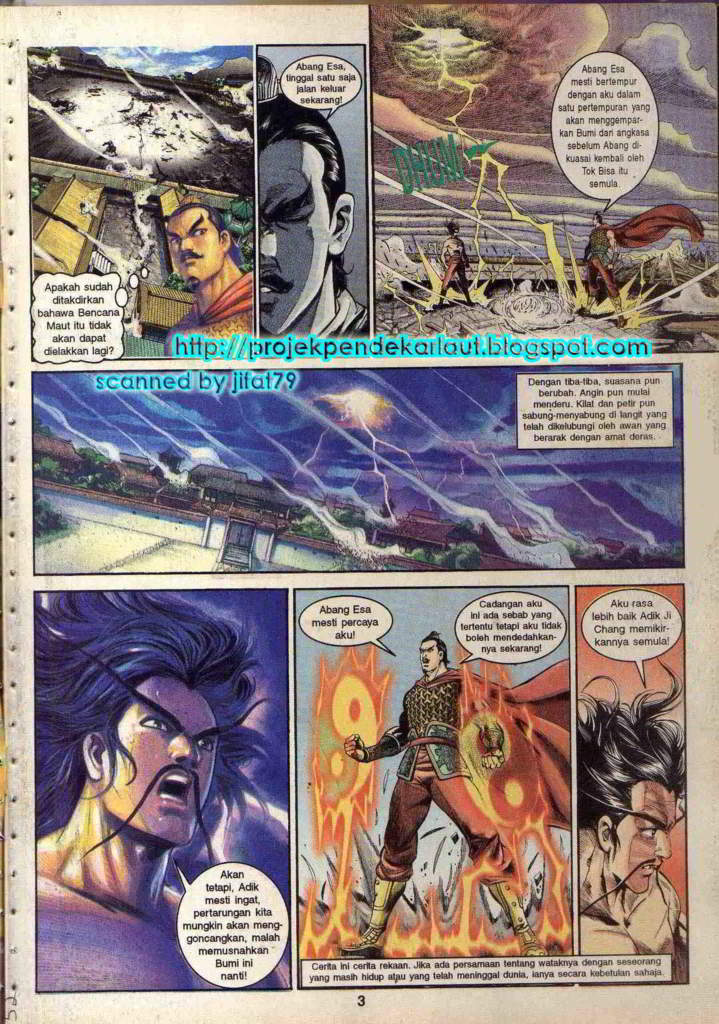 Apakah sudah
ditakdirkan
bahawa Bencana
Maut itu tidak
akan dapat
dielakkan lagi?
Abang Esa,
tinggal satu saja
jalan keluar
sekarang!
DHUM
Abang Esa
mesti bertempur
dengan aku dalam
satu pertempuran yang
akan menggempar-
kan Bumi dari angkasa
sebelum Abang di-
kuasai kembali oleh
Tok Bisa itu
semula.
http://projekpendekarlaut.blogspot.com
scanned by jifat79
Dengan tiba-tiba, suasana pun
berubah. Angin pun mulai
menderu. Kilat dan petir pun
sabung-menyabung di langit yang
telah dikelubungi oleh awan yang
berarak dengan amat deras.
Akan
tetapi, Adik
mesti ingat,
pertarungan kita
mungkin akan meng-
goncangkan, malah
memusnahkan
Bumi ini
nanti!
Abang Esa
mesti percaya
aku!
Cadangan aku
ini ada sebab yang
tertentu tetapi aku tidak
boleh mendedahkan-
nya sekarang!
Aku rasa
lebih baik Adik Ji
Chang memikir-
kannya semula!
Cerita ini cerita rekaan. Jika ada persamaan tentang wataknya dengan seseorang
yang masih hidup atau yang telah meninggal dunia, ianya secara kebetulan sahaja.
3